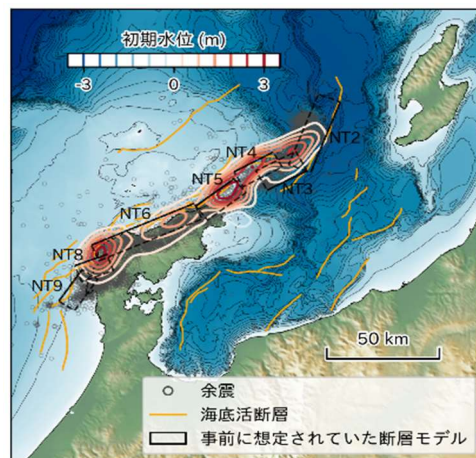 初期水位 (m)
-3 0 3
NT2
NT4
NT3
NT5
NT6
NT8
NT9
50 km
余震
海底活断層
事前に想定されていた断層モデル